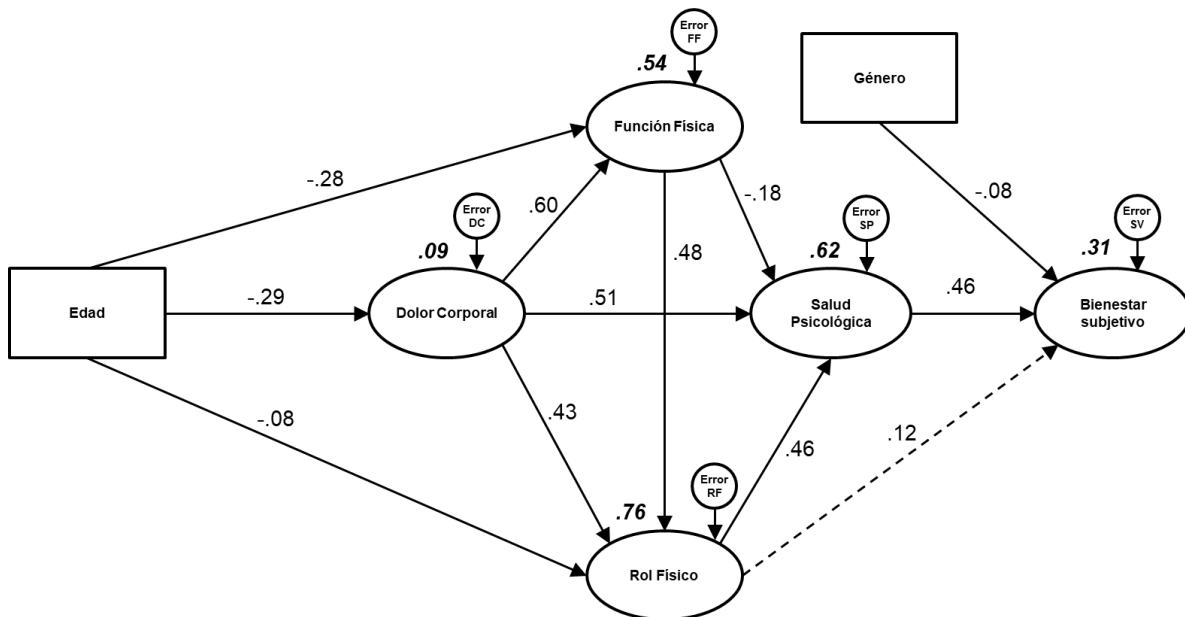 Error
FF
.54
Función Física
Género
-.28
.60
-.18
-.08
Error
DC
Error
SP
Error
SV
.09
.48
.62
.31
Edad
-.29
Dolor Corporal
.51
Salud
Psicológica
.46
Bienestar
subjetivo
.43
-.08
.46
.12
Error
RF
.76
Rol Físico